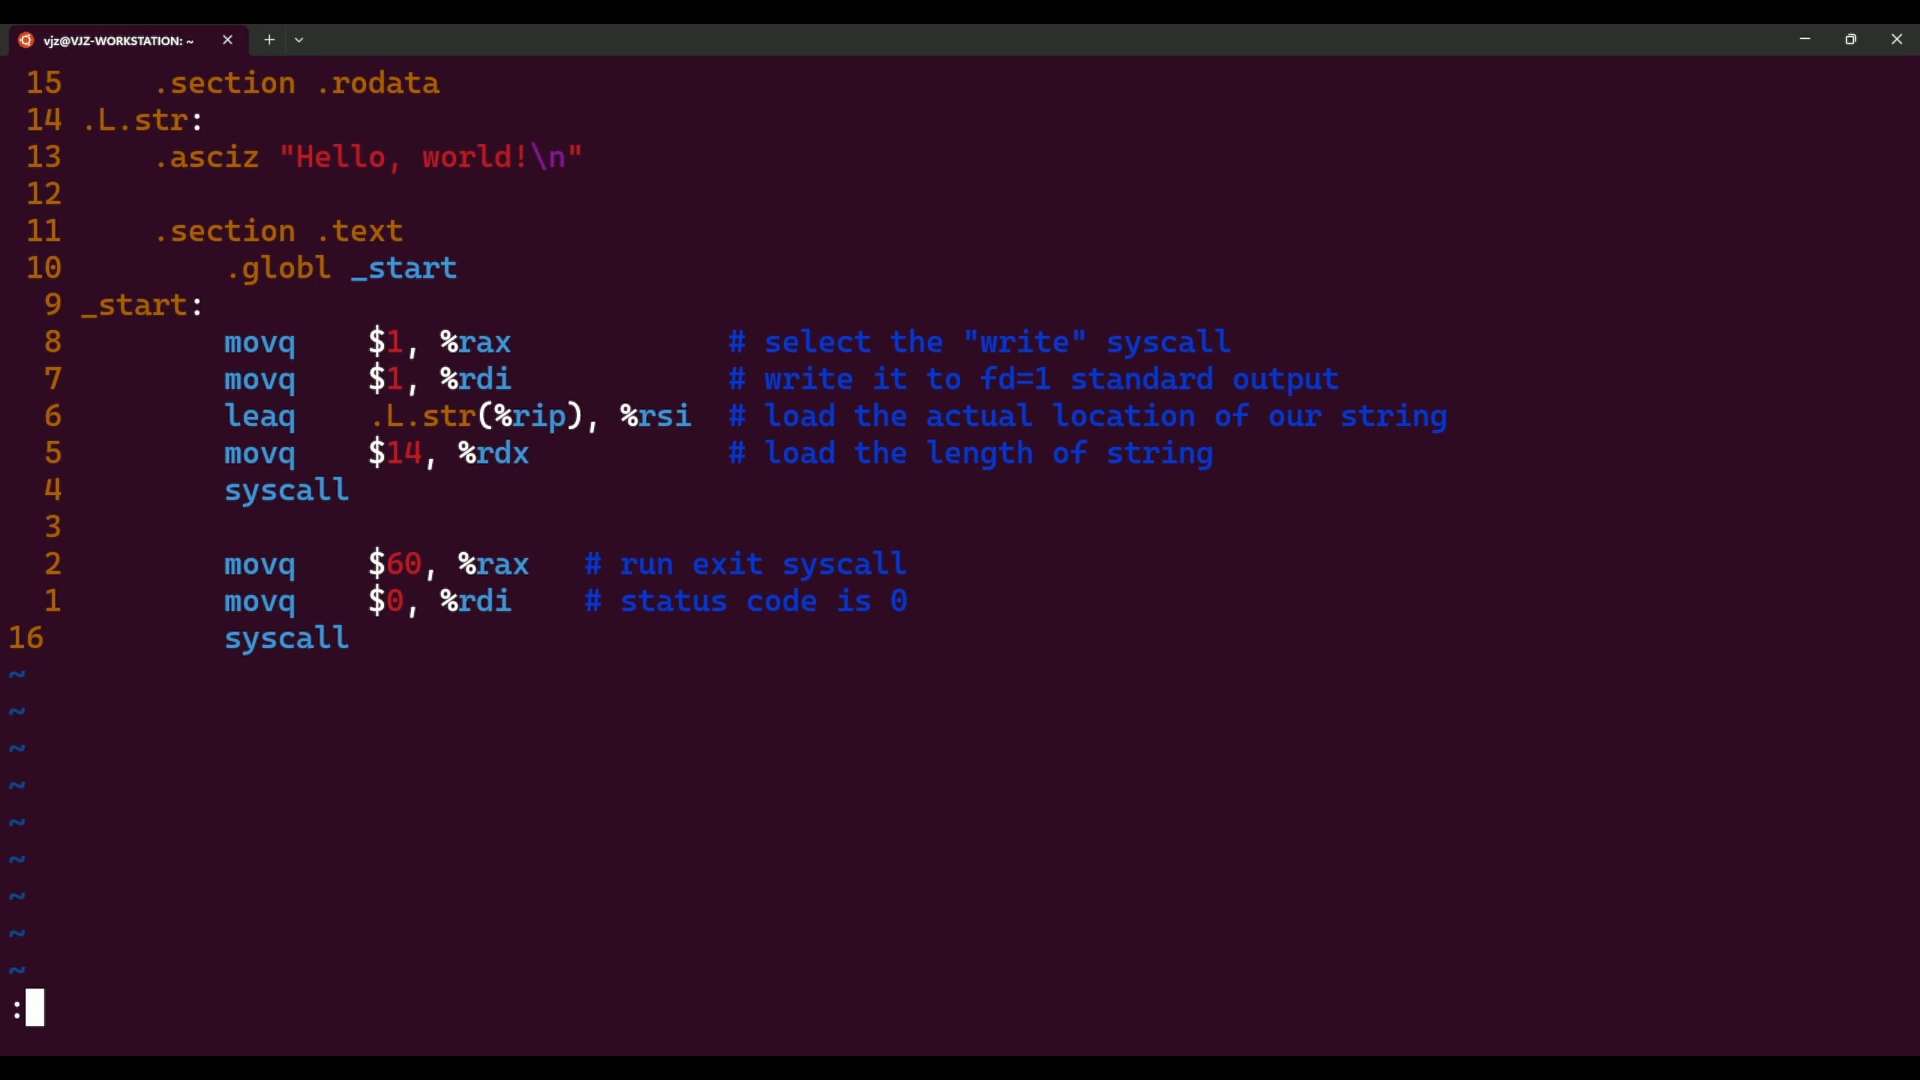 vjz@VJZ-WORKSTATION: ~
15     .section .rodata
14 .L.str:
13     .asciz "Hello, world!\n"
12
11     .section .text
10         .globl _start
9 _start:
8         movq    $1, %rax            # select the "write" syscall
7         movq    $1, %rdi            # write it to fd=1 standard output
6         leaq    .L.str(%rip), %rsi  # load the actual location of our string
5         movq    $14, %rdx           # load the length of string
4         syscall
3
2         movq    $60, %rax   # run exit syscall
1         movq    $0, %rdi    # status code is 0
16         syscall
~
~
~
~
~
~
~
~
~
: